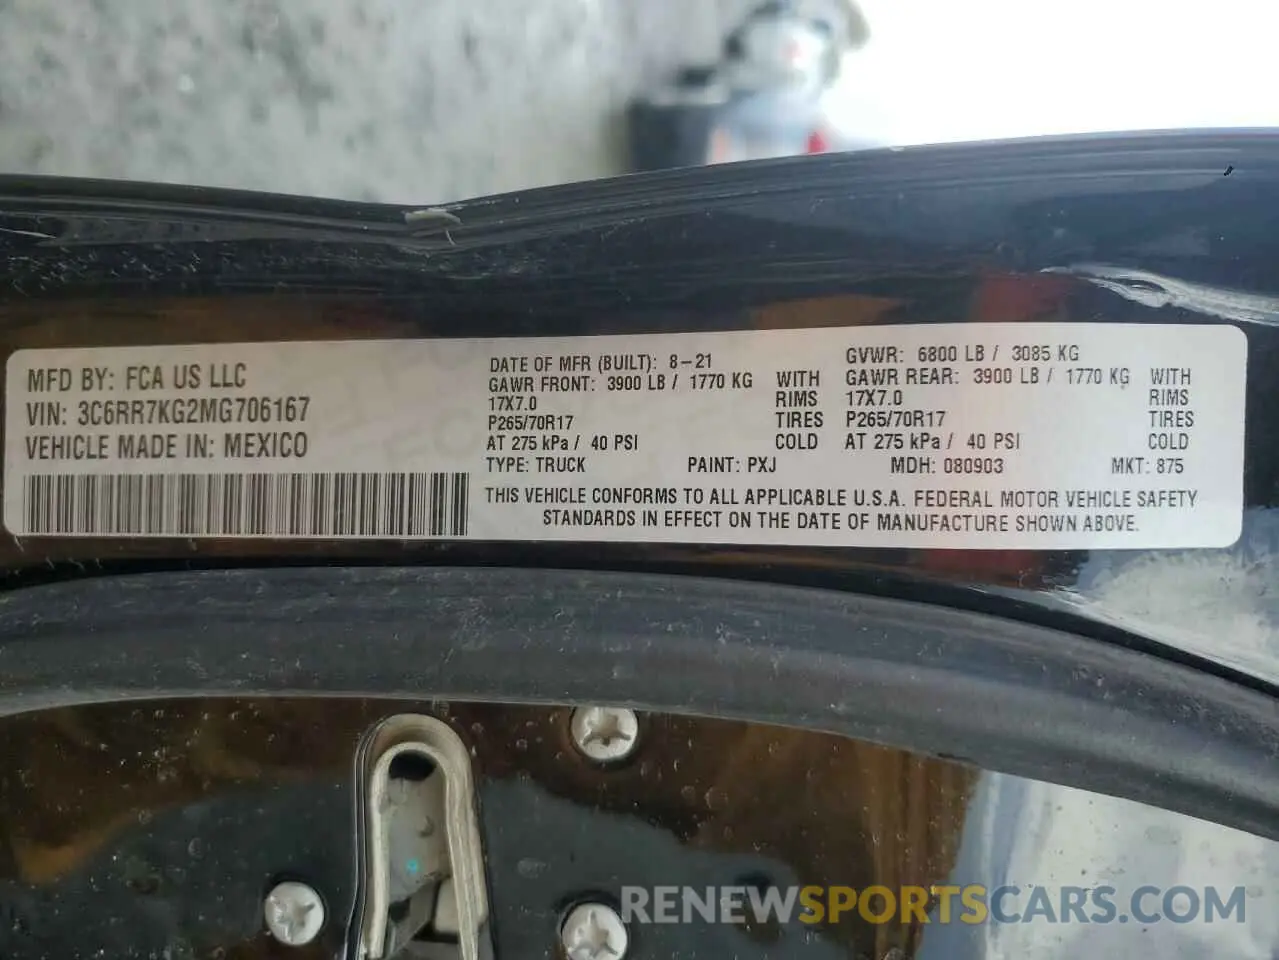 MFD BY: FCA US LLC
VIN: 3C6RR7KG2MG706167
VEHICLE MADE IN: MEXICO
DATE OF MFR (BUILT): 8-21
GAWR FRONT: 3900 LB / 1770 KG WITH
17X7.0 RIMS
P265/70R17 TIRES
AT 275 kPa / 40 PSI COLD
GVWR: 6800 LB / 3085 KG
GAWR REAR: 3900 LB / 1770 KG WITH
17X7.0 RIMS
P265/70R17 TIRES
AT 275 kPa / 40 PSI COLD
TYPE: TRUCK PAINT: PXJ MDH: 080903 MKT: 875
THIS VEHICLE CONFORMS TO ALL APPLICABLE U.S.A. FEDERAL MOTOR VEHICLE SAFETY
STANDARDS IN EFFECT ON THE DATE OF MANUFACTURE SHOWN ABOVE.
RENEWSPORTSCARS.COM